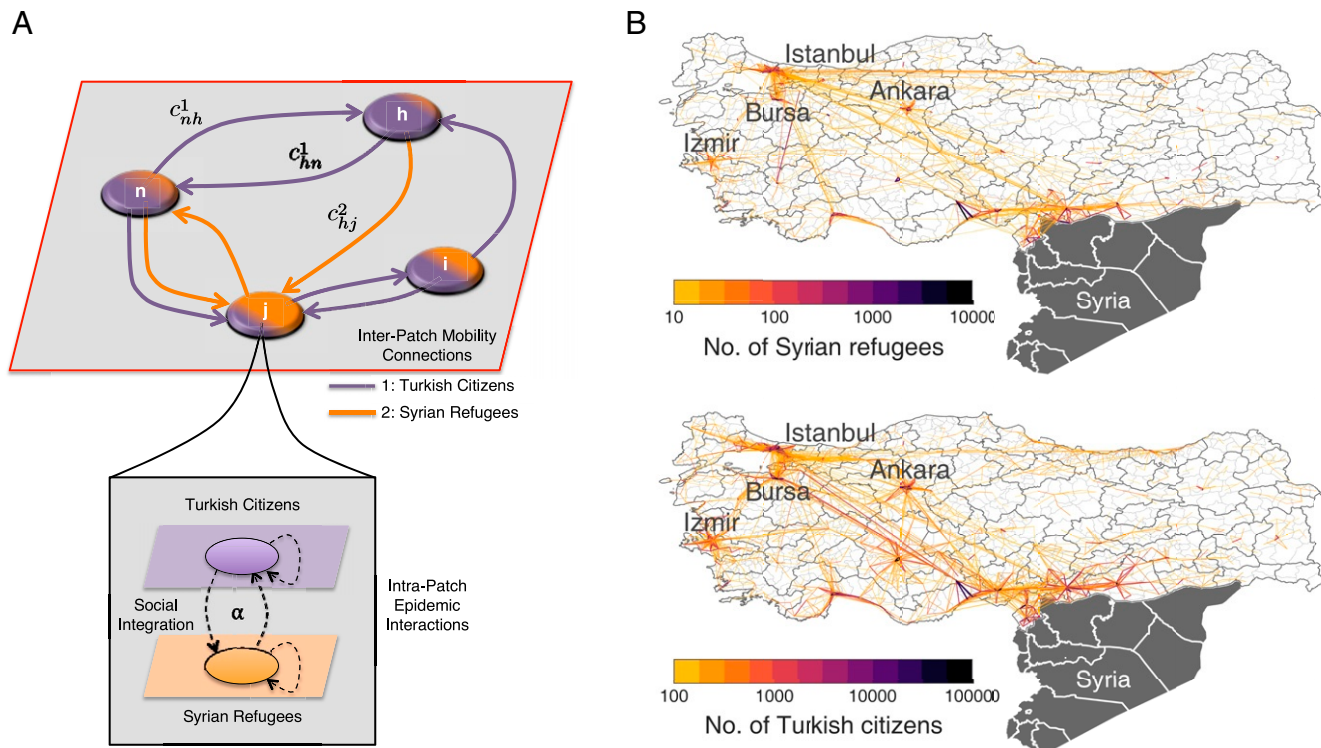 A
c¹ₙₕ
h
c¹ₕₙ
n
c²ₕⱼ
i
j
Inter-Patch Mobility
Connections
1: Turkish Citizens
2: Syrian Refugees
Turkish Citizens
Social
Integration
α
Intra-Patch
Epidemic
Interactions
Syrian Refugees
B
Istanbul
Ankara
Bursa
Izmir
Syria
10 100 1000 10000
No. of Syrian refugees
Istanbul
Ankara
Bursa
Izmir
Syria
100 1000 10000 100000
No. of Turkish citizens